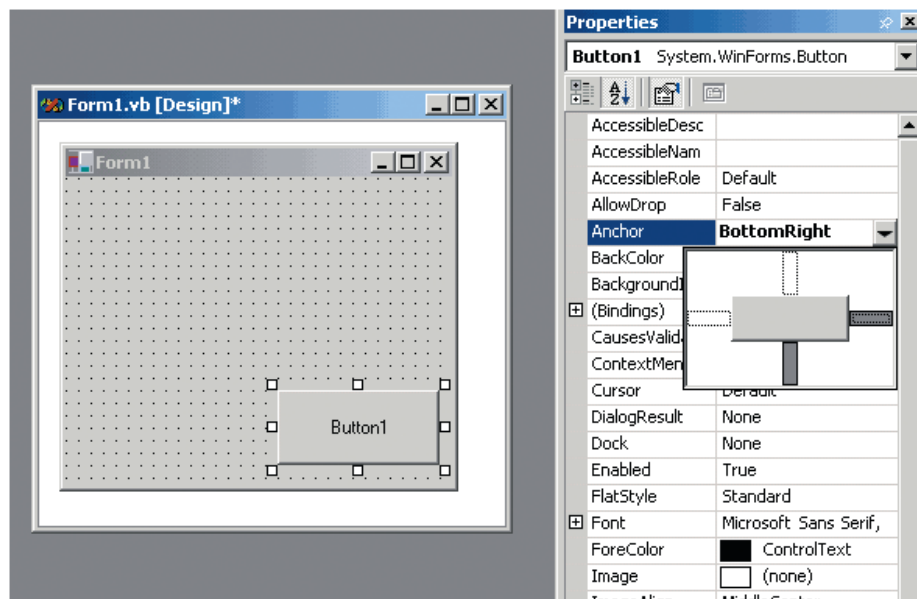 Properties
Button1 System.WinForms.Button
Form1.vb [Design]*
Form1
Button1
AccessibleDesc
AccessibleNam
AccessibleRole Default
AllowDrop False
Anchor BottomRight
BackColor
Background
(Bindings)
CausesValid
ContextMen
Cursor Default
DialogResult None
Dock None
Enabled True
FlatStyle Standard
Font Microsoft Sans Serif,
ForeColor ControlText
Image (none)